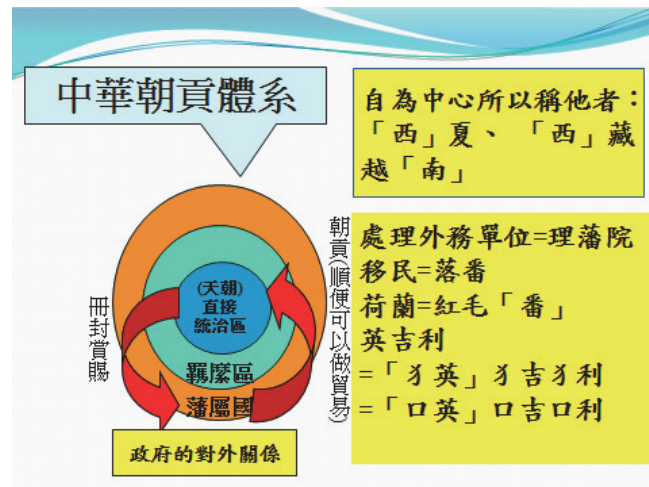 中華朝貢體系
自為中心所以稱他者：
「西」夏、「西」藏
越「南」
(天朝)
直接
統治區
羈縻區
藩屬國
冊封賞賜
朝貢(順便可以做貿易)
政府的對外關係
處理外務單位=理藩院
移民=落番
荷蘭=紅毛「番」
英吉利
=「犭英」犭吉犭利
=「口英」口吉口利